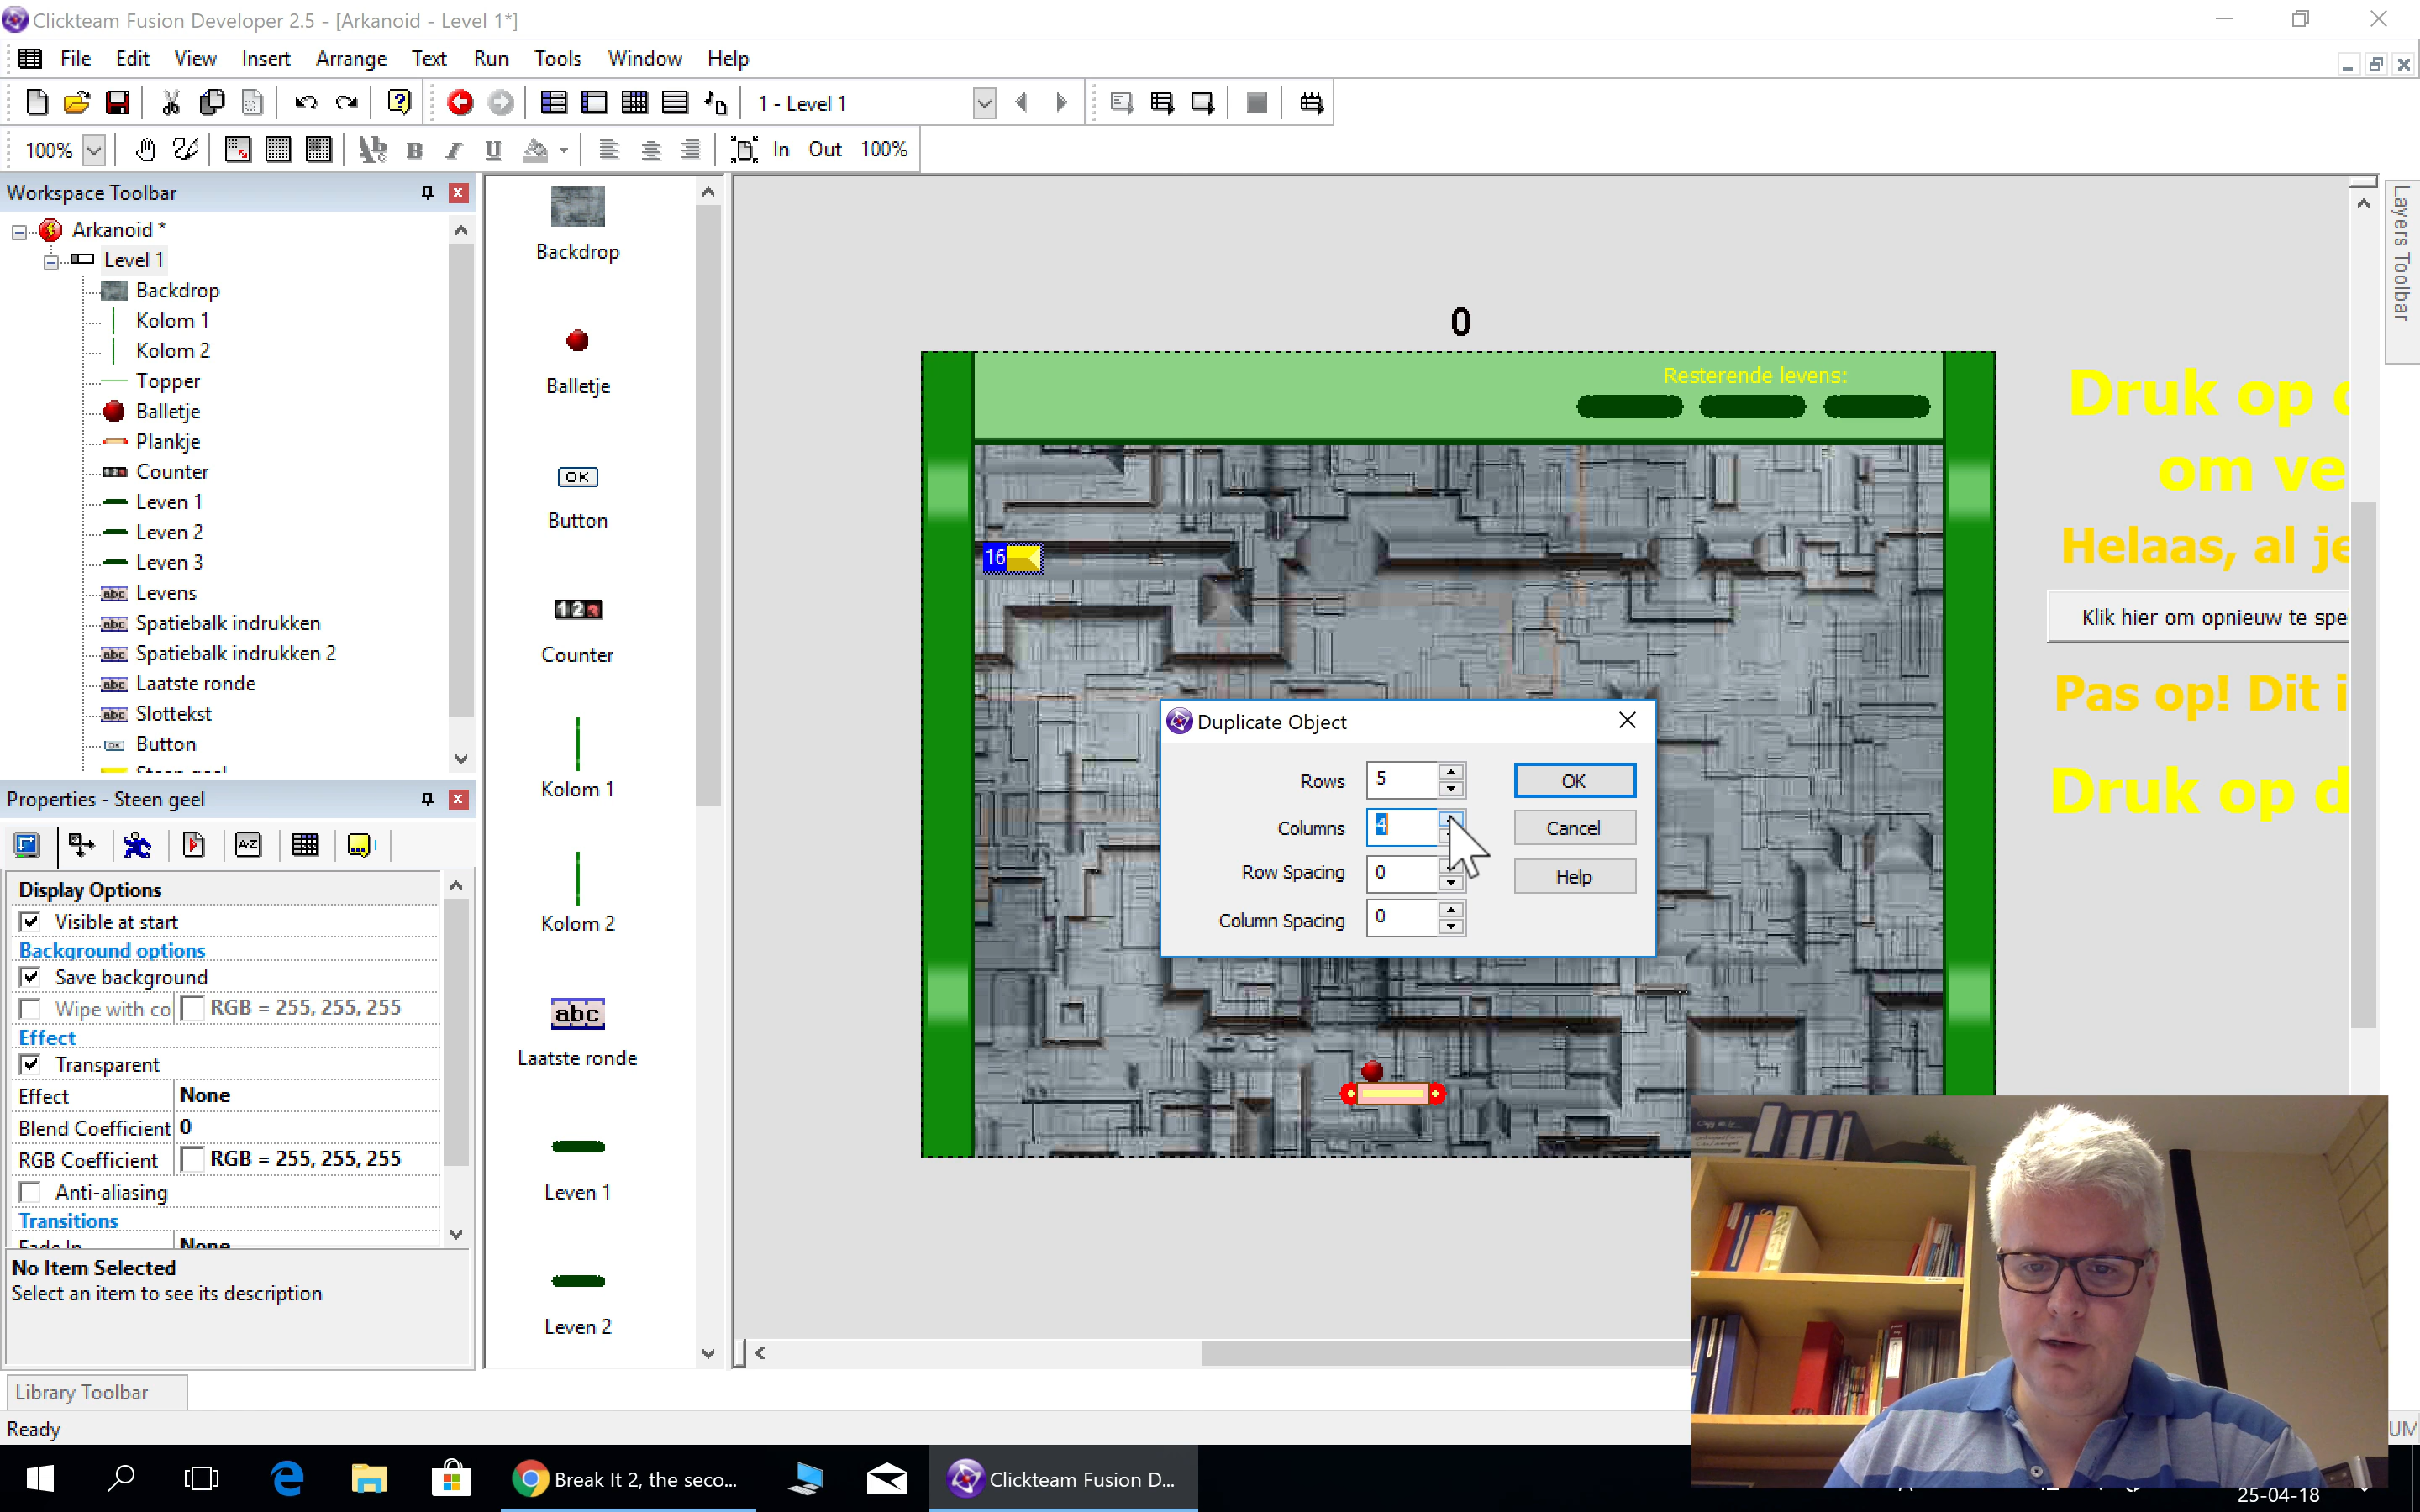 Clickteam Fusion Developer 2.5 - [Arkanoid - Level 1*]
File Edit View Insert Arrange Text Run Tools Window Help
1 - Level 1
100% In Out 100%
Workspace Toolbar
Arkanoid *
Level 1
Backdrop
Kolom 1
Kolom 2
Topper
Balletje
Plankje
Counter
Leven 1
Leven 2
Leven 3
Levens
Spatiebalk indrukken
Spatiebalk indrukken 2
Laatste ronde
Slottekst
Button
Steen geel
Properties - Steen geel
Display Options
Visible at start
Background options
Save background
Wipe with co RGB = 255, 255, 255
Effect
Transparent
Effect None
Blend Coefficient 0
RGB Coefficient RGB = 255, 255, 255
Anti-aliasing
Transitions
Fade In None
No Item Selected
Select an item to see its description
Library Toolbar
Ready
Backdrop
Balletje
OK
Button
123
Counter
Kolom 1
Kolom 2
abc
Laatste ronde
Leven 1
Leven 2
0
Resterende levens:
16
Duplicate Object
Rows 5 OK
Columns 4 Cancel
Row Spacing 0 Help
Column Spacing 0
Druk op
om ve
Helaas, al je
Klik hier om opnieuw te spe
Pas op! Dit i
Druk op d
Layers Toolbar
Break It 2, the seco...
Clickteam Fusion D...
25-04-18
UM